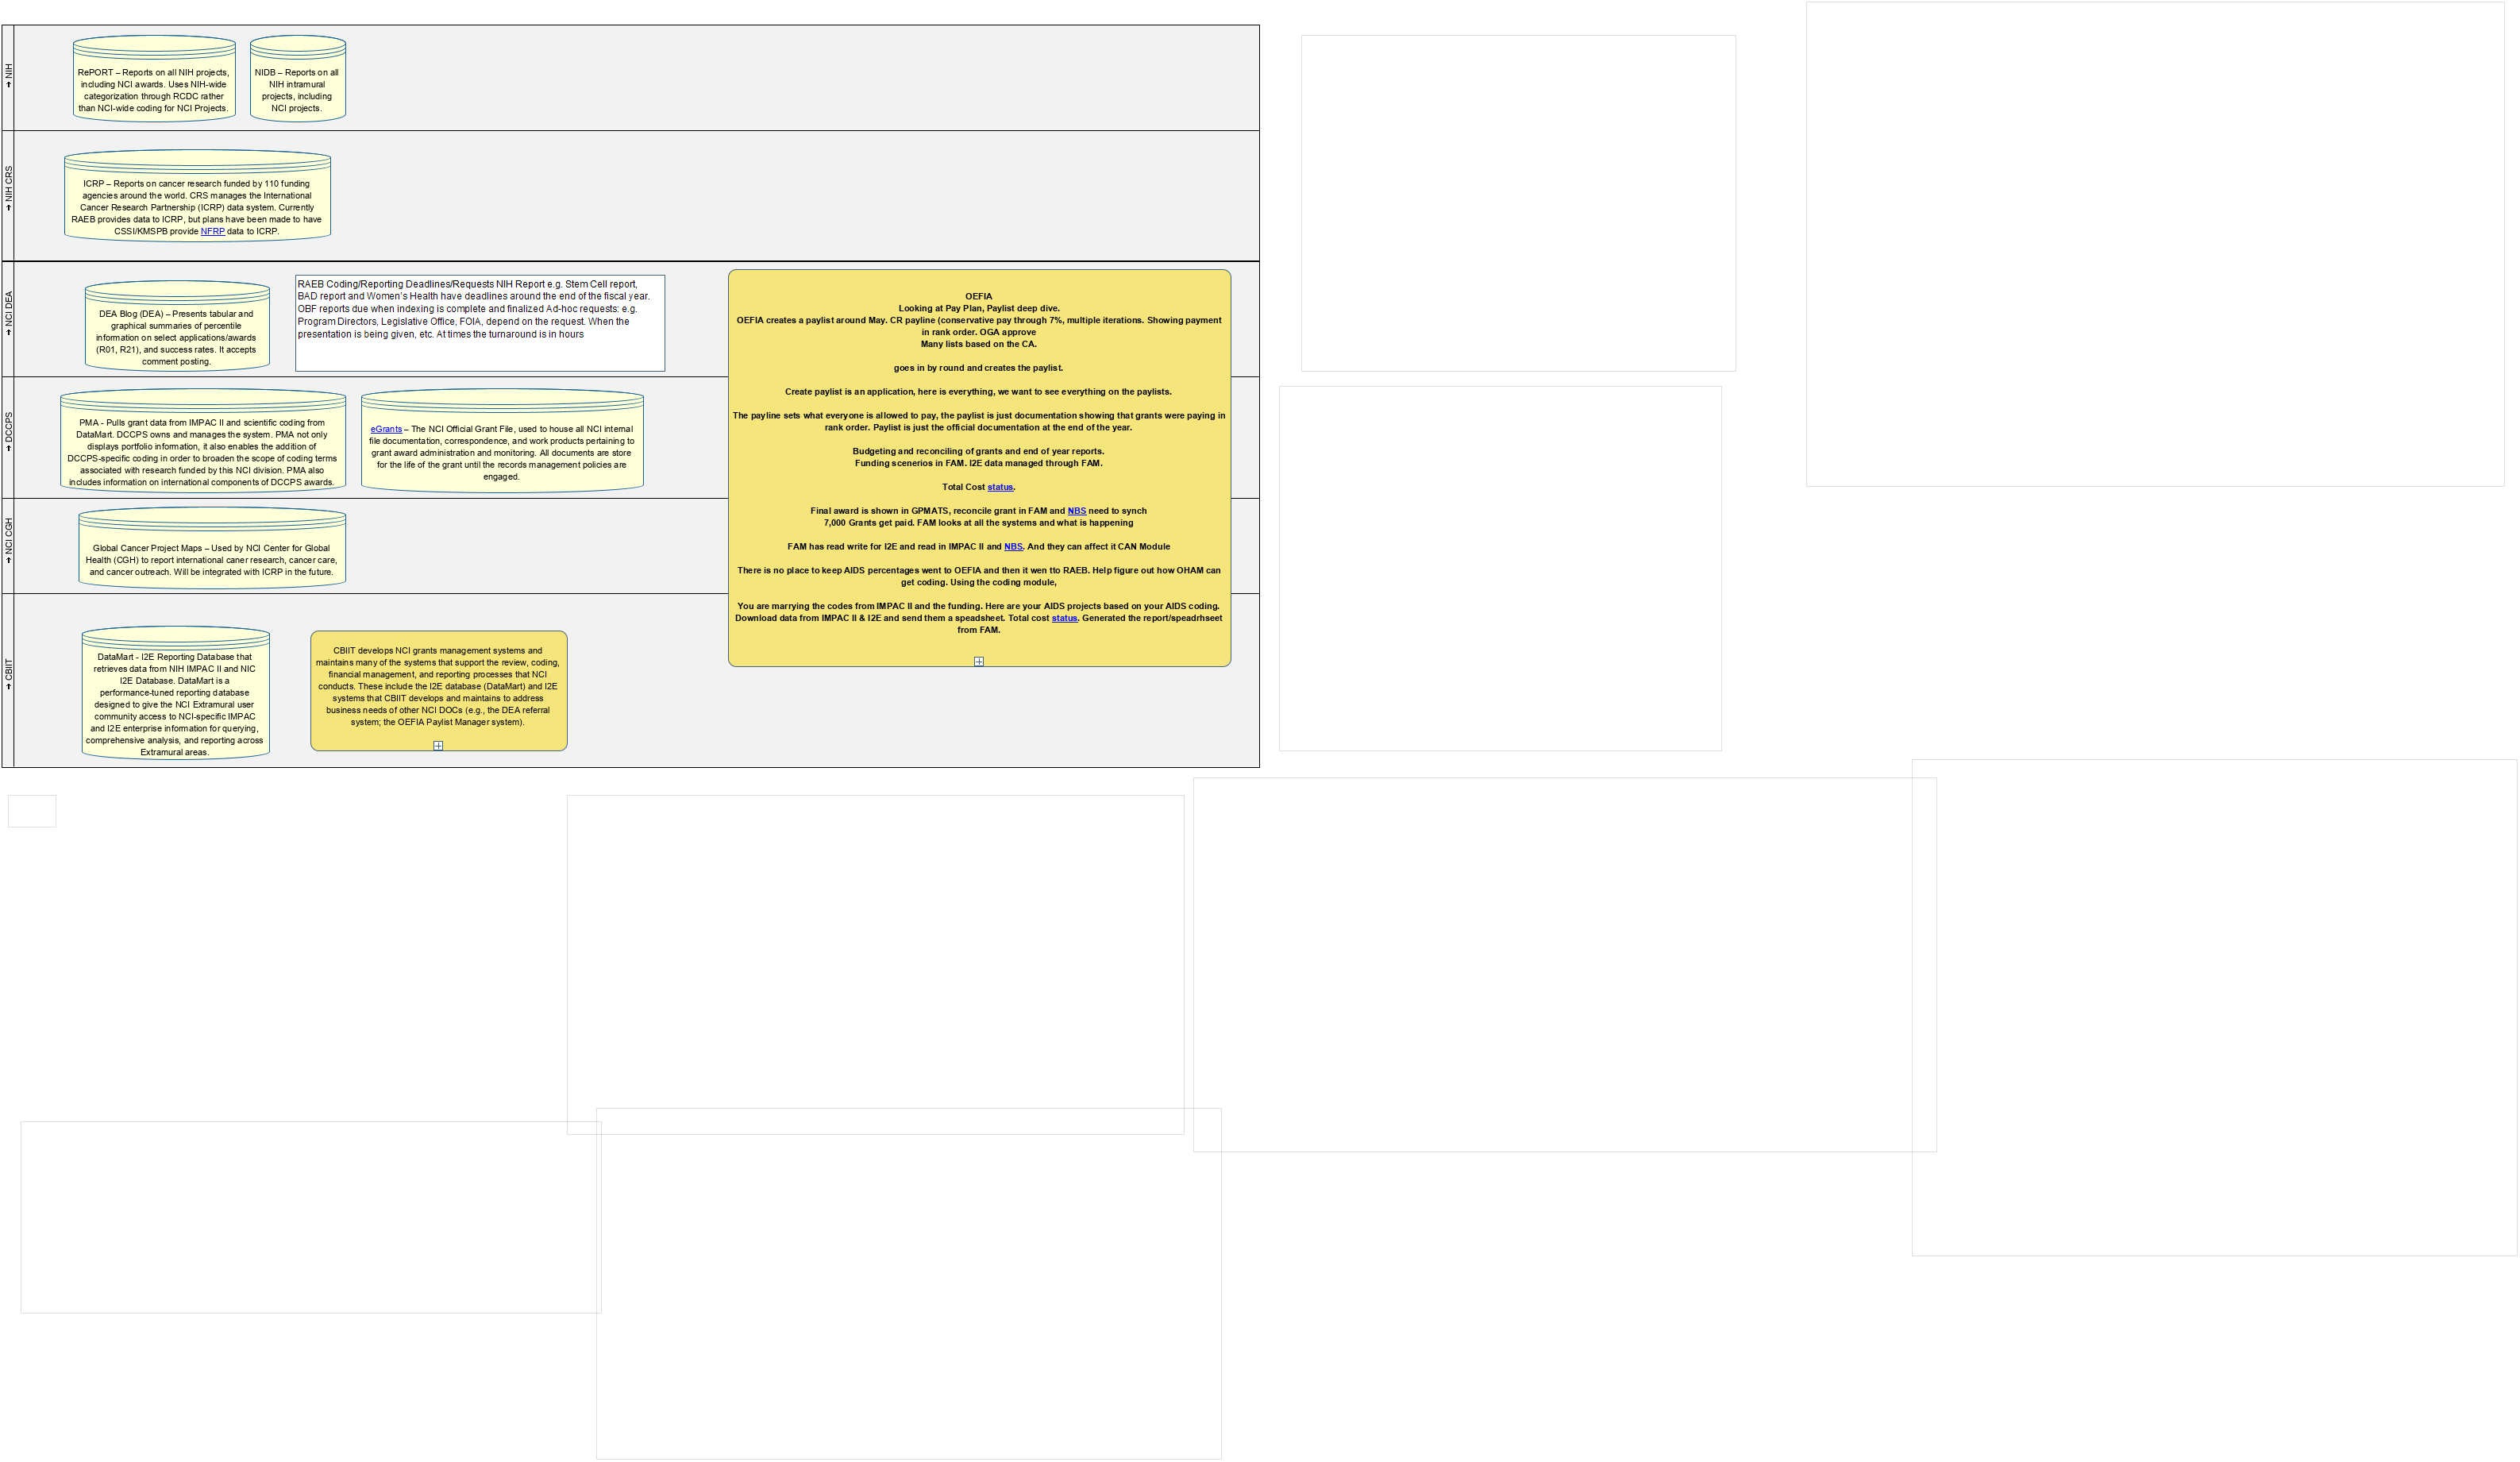 NIH
RePORT – Reports on all NIH projects,
including NCI awards. Uses NIH-wide
categorization through RCDC rather
than NCI-wide coding for NCI Projects.
NIDB – Reports on all
NIH intramural
projects, including
NCI projects.
NIH CRS
ICRP – Reports on cancer research funded by 110 funding
agencies around the world. CRS manages the International
Cancer Research Partnership (ICRP) data system. Currently
RAEB provides data to ICRP, but plans have been made to have
CSSI/KMSPB provide NFRP data to ICRP.
NCI DEA
DEA Blog (DEA) – Presents tabular and
graphical summaries of percentile
information on select applications/awards
(R01, R21), and success rates. It accepts
comment posting.
RAEB Coding/Reporting Deadlines/Requests NIH Report e.g. Stem Cell report,
BAD report and Women's Health have deadlines around the end of the fiscal year.
OBF reports due when indexing is complete and finalized Ad-hoc requests: e.g.
Program Directors, Legislative Office, FOIA, depend on the request. When the
presentation is being given, etc. At times the turnaround is in hours
OEFIA
Looking at Pay Plan, Paylist deep dive.
OEFIA creates a paylist around May. CR payline (conservative pay through 7%, multiple iterations. Showing payment
in rank order. OGA approve
Many lists based on the CA.
goes in by round and creates the paylist.
Create paylist is an application, here is everything, we want to see everything on the paylists.
The payline sets what everyone is allowed to pay, the paylist is just documentation showing that grants were paying in
rank order. Paylist is just the official documentation at the end of the year.
Budgeting and reconciling of grants and end of year reports.
Funding scenerios in FAM. I2E data managed through FAM.
Total Cost status.
Final award is shown in GPMATS, reconcile grant in FAM and NBS need to synch
7,000 Grants get paid. FAM looks at all the systems and what is happening
FAM has read write for I2E and read in IMPAC II and NBS. And they can affect it CAN Module
There is no place to keep AIDS percentages went to OEFIA and then it wen tto RAEB. Help figure out how OHAM can
get coding. Using the coding module,
You are marrying the codes from IMPAC II and the funding. Here are your AIDS projects based on your AIDS coding.
Download data from IMPAC II & I2E and send them a speadsheet. Total cost status. Generated the report/speadrhseet
from FAM.
DCCPS
PMA - Pulls grant data from IMPAC II and scientific coding from
DataMart. DCCPS owns and manages the system. PMA not only
displays portfolio information, it also enables the addition of
DCCPS-specific coding in order to broaden the scope of coding terms
associated with research funded by this NCI division. PMA also
includes information on international components of DCCPS awards.
eGrants – The NCI Official Grant File, used to house all NCI internal
file documentation, correspondence, and work products pertaining to
grant award administration and monitoring. All documents are store
for the life of the grant until the records management policies are
engaged.
NCI CGH
Global Cancer Project Maps – Used by NCI Center for Global
Health (CGH) to report international caner research, cancer care,
and cancer outreach. Will be integrated with ICRP in the future.
CBIIT
DataMart - I2E Reporting Database that
retrieves data from NIH IMPAC II and NIC
I2E Database. DataMart is a
performance-tuned reporting database
designed to give the NCI Extramural user
community access to NCI-specific IMPAC
and I2E enterprise information for querying,
comprehensive analysis, and reporting across
Extramural areas.
CBIIT develops NCI grants management systems and
maintains many of the systems that support the review, coding,
financial management, and reporting processes that NCI
conducts. These include the I2E database (DataMart) and I2E
systems that CBIIT develops and maintains to address
business needs of other NCI DOCs (e.g., the DEA referral
system; the OEFIA Paylist Manager system).